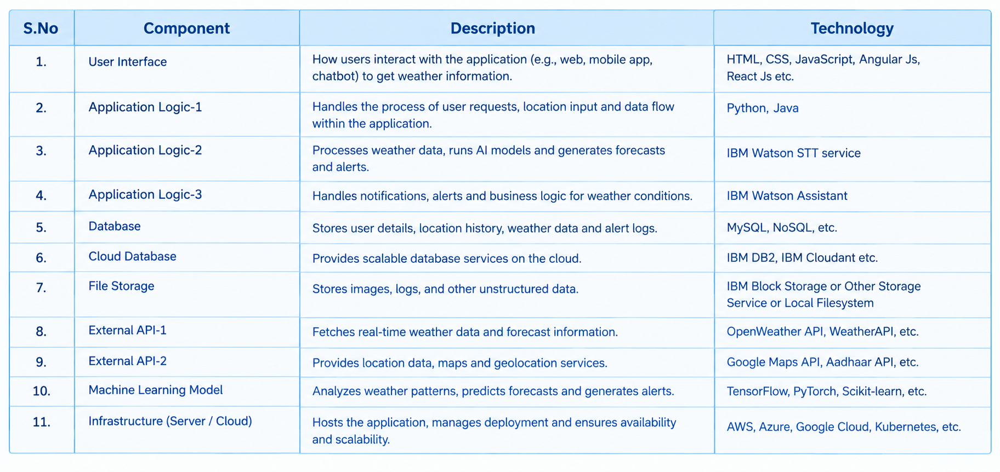 S.No Component Description Technology
1. User Interface How users interact with the application (e.g., web, mobile app, HTML, CSS, JavaScript, Angular Js,
chatbot) to get weather information. React Js etc.
2. Application Logic-1 Handles the process of user requests, location input and data flow Python, Java
within the application.
3. Application Logic-2 Processes weather data, runs AI models and generates forecasts IBM Watson STT service
and alerts.
4. Application Logic-3 Handles notifications, alerts and business logic for weather conditions. IBM Watson Assistant
5. Database Stores user details, location history, weather data and alert logs. MySQL, NoSQL, etc.
6. Cloud Database Provides scalable database services on the cloud. IBM DB2, IBM Cloudant etc.
7. File Storage Stores images, logs, and other unstructured data. IBM Block Storage or Other Storage
Service or Local Filesystem
8. External API-1 Fetches real-time weather data and forecast information. OpenWeather API, WeatherAPI, etc.
9. External API-2 Provides location data, maps and geolocation services. Google Maps API, Aadhaar API, etc.
10. Machine Learning Model Analyzes weather patterns, predicts forecasts and generates alerts. TensorFlow, PyTorch, Scikit-learn, etc.
11. Infrastructure (Server / Cloud) Hosts the application, manages deployment and ensures availability AWS, Azure, Google Cloud, Kubernetes, etc.
and scalability.